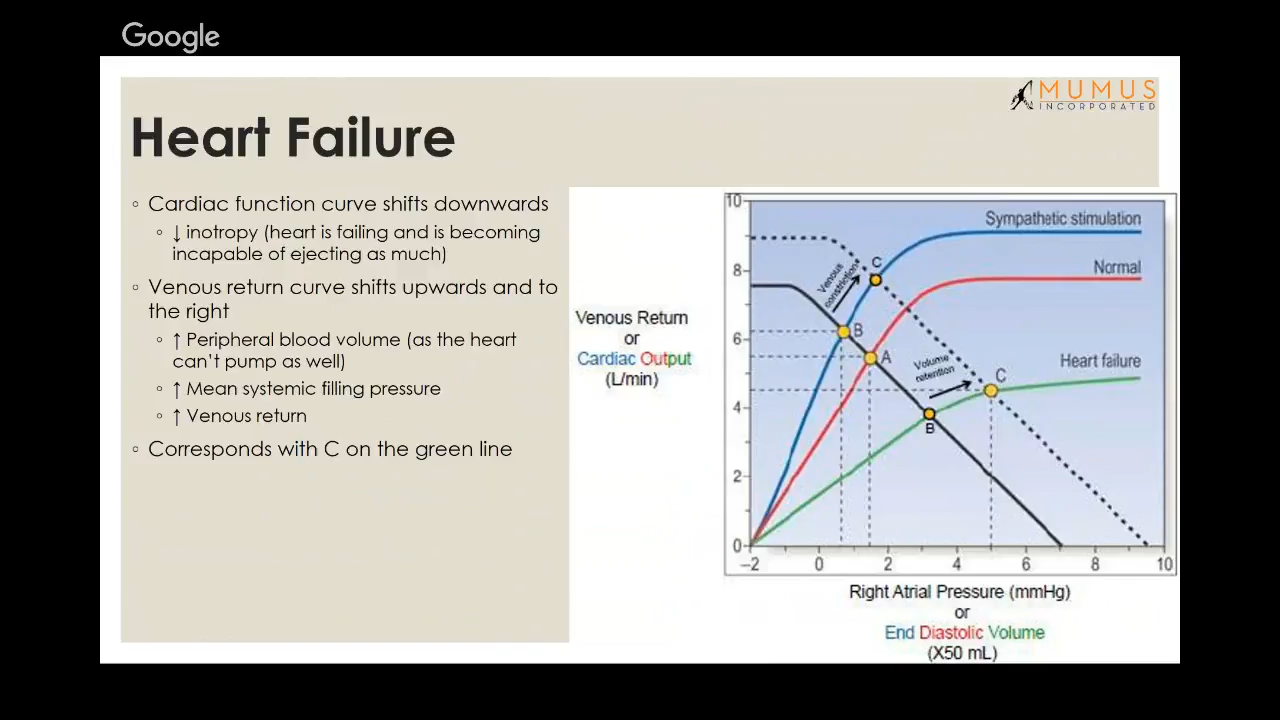 Google
MUMUS
INCORPORATED
Heart Failure
◦ Cardiac function curve shifts downwards
◦ ↓ inotropy (heart is failing and is becoming
incapable of ejecting as much)
◦ Venous return curve shifts upwards and to
the right
◦ ↑ Peripheral blood volume (as the heart
can’t pump as well)
◦ ↑ Mean systemic filling pressure
◦ ↑ Venous return
◦ Corresponds with C on the green line
Venous Return
or
Cardiac Output
(L/min)
10
8
6
4
2
0
Sympathetic stimulation
Normal
Heart failure
C
Venous
constriction
B
A
Volume
retention
C
B
–2
0
2
4
6
8
10
Right Atrial Pressure (mmHg)
or
End Diastolic Volume
(X50 mL)